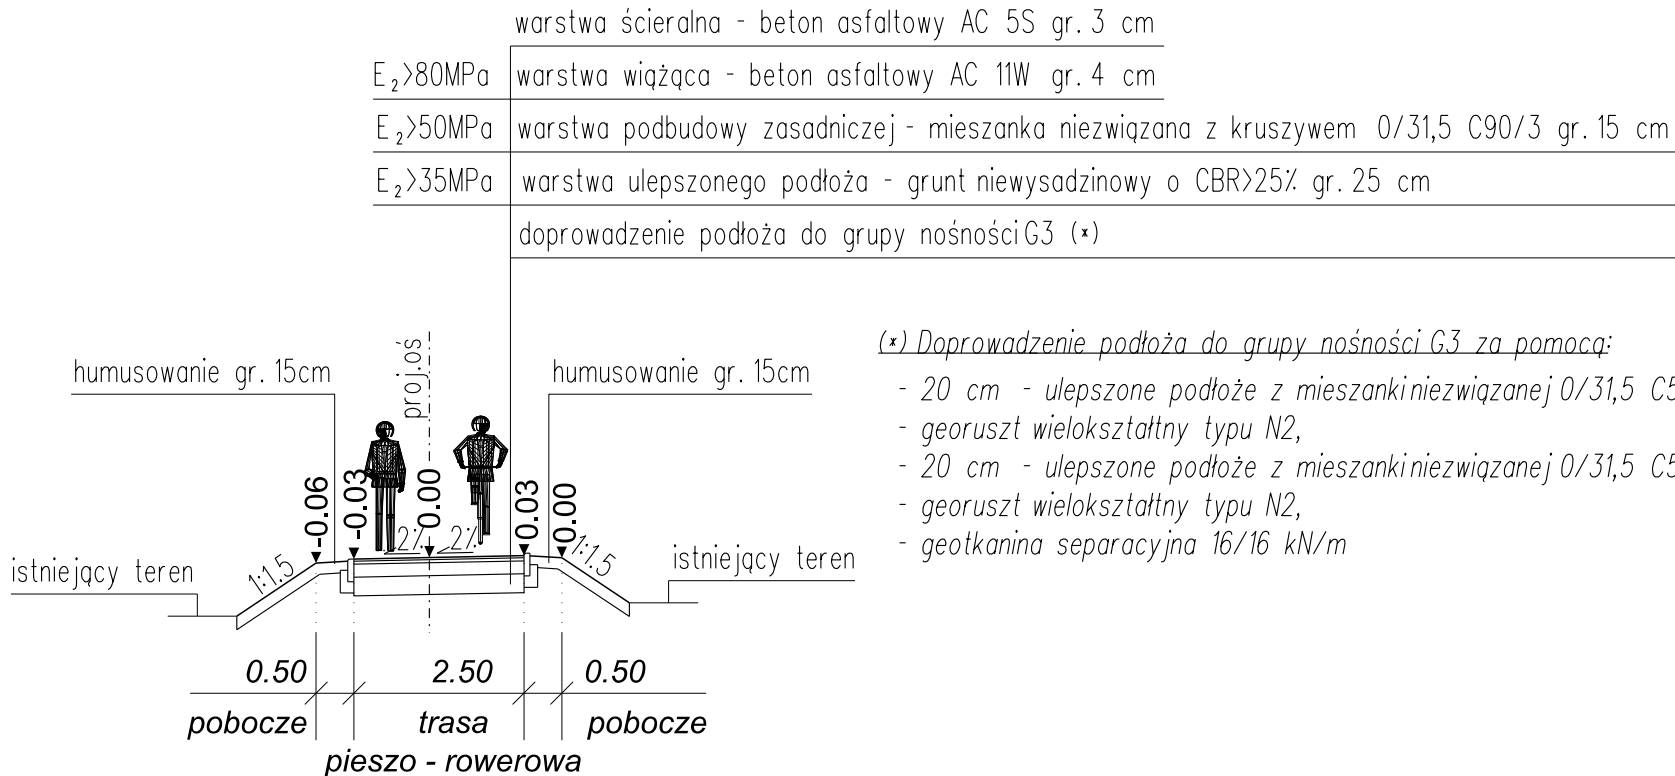 warstwa ścieralna - beton asfaltowy AC 5S gr. 3 cm
E₂>80MPa warstwa wiążąca - beton asfaltowy AC 11W gr. 4 cm
E₂>50MPa warstwa podbudowy zasadniczej - mieszanka niezwiązana z kruszywem 0/31,5 C90/3 gr. 15 cm
E₂>35MPa warstwa ulepszonego podłoża - grunt niewysadzinowy o CBR>25% gr. 25 cm
doprowadzenie podłoża do grupy nośności G3 (*)
(*) Doprowadzenie podłoża do grupy nośności G3 za pomocą:
- 20 cm - ulepszone podłoże z mieszanki niezwiązanej 0/31,5 C5
- georuszt wielokształtny typu N2,
- 20 cm - ulepszone podłoże z mieszanki niezwiązanej 0/31,5 C5
- georuszt wielokształtny typu N2,
- geotkanina separacyjna 16/16 kN/m
humusowanie gr. 15cm
proj.oś
humusowanie gr. 15cm
-0.06
-0.03
0.00
0.03
0.00
2%
2%
1:1.5
1:1.5
istniejący teren
istniejący teren
0.50 2.50 0.50
pobocze trasa pobocze
pieszo - rowerowa